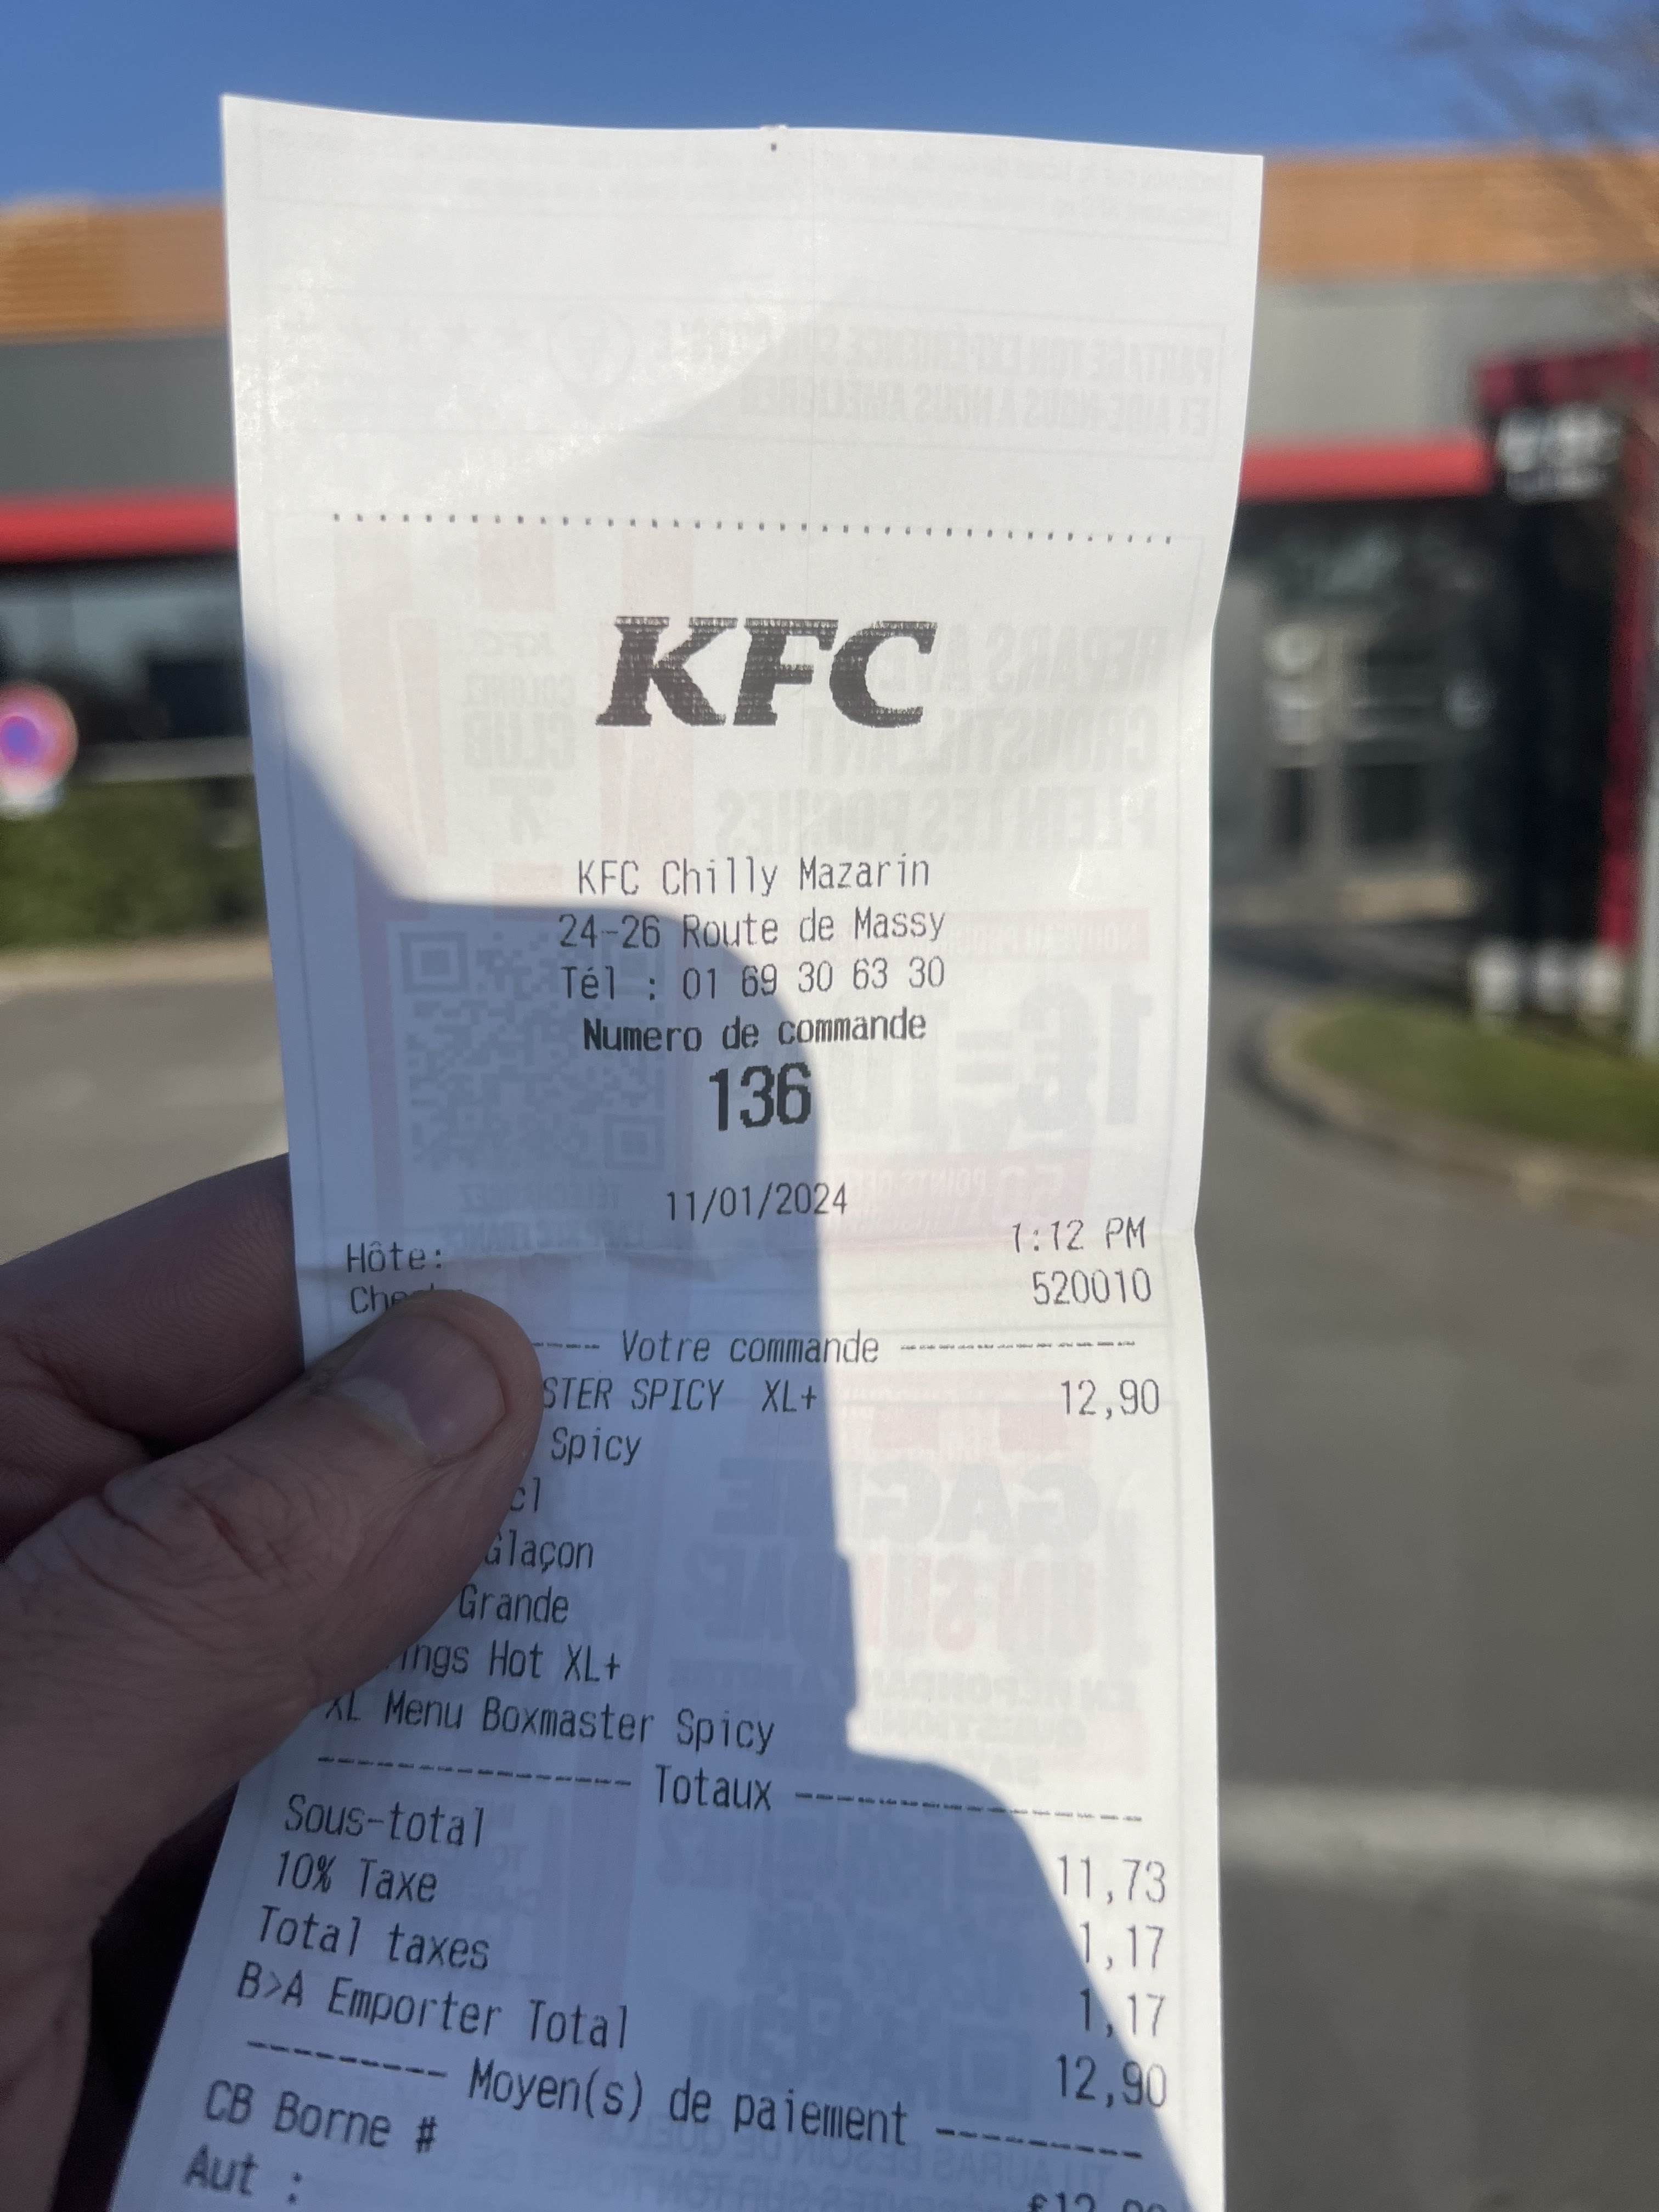 KFC
KFC Chilly Mazarin
24-26 Route de Massy
Tél : 01 69 30 63 30
Numero de commande
136
11/01/2024
1:12 PM
Hôte:
520010
Votre commande
STER SPICY XL+ 12,90
Spicy
cl
Glaçon
Grande
ings Hot XL+
XL Menu Boxmaster Spicy
Totaux
Sous-total 11,73
10% Taxe 1,17
Total taxes 1,17
B>A Emporter Total 12,90
Moyen(s) de paiement
CB Borne #
Aut :